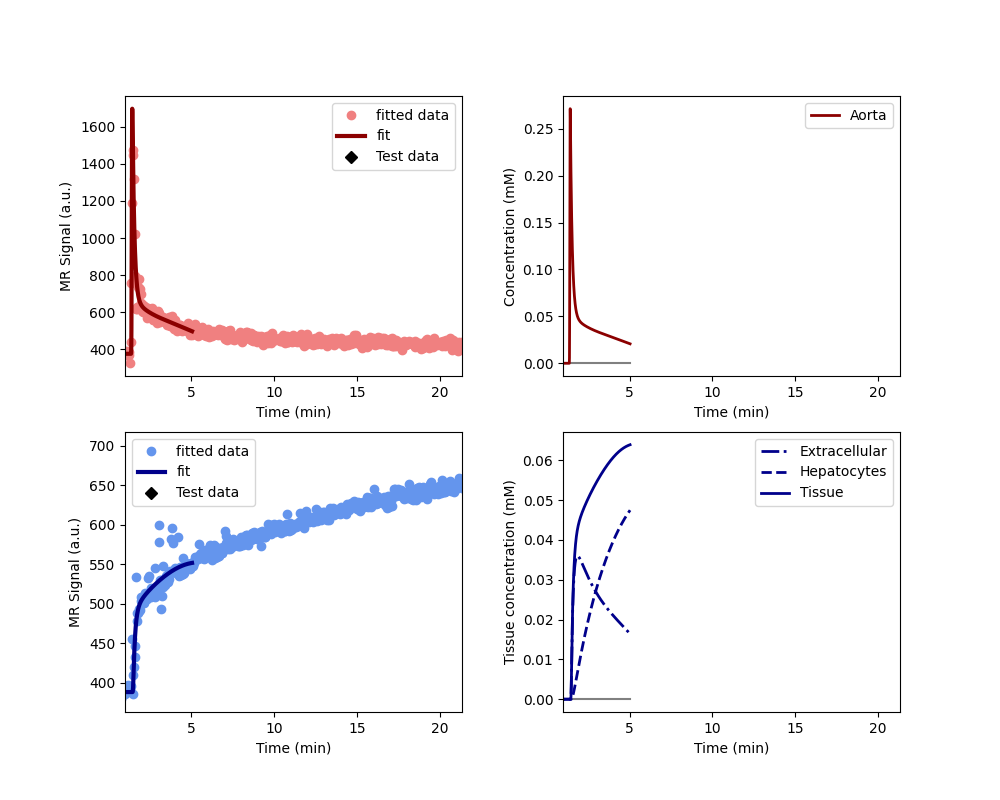 MR Signal (a.u.)
1600
1400
1200
1000
800
600
400
fitted data
fit
Test data
5
10
15
20
Time (min)
Concentration (mM)
0.25
0.20
0.15
0.10
0.05
0.00
Aorta
5
10
15
20
Time (min)
MR Signal (a.u.)
700
650
600
550
500
450
400
fitted data
fit
Test data
5
10
15
20
Time (min)
Tissue concentration (mM)
0.06
0.05
0.04
0.03
0.02
0.01
0.00
Extracellular
Hepatocytes
Tissue
5
10
15
20
Time (min)